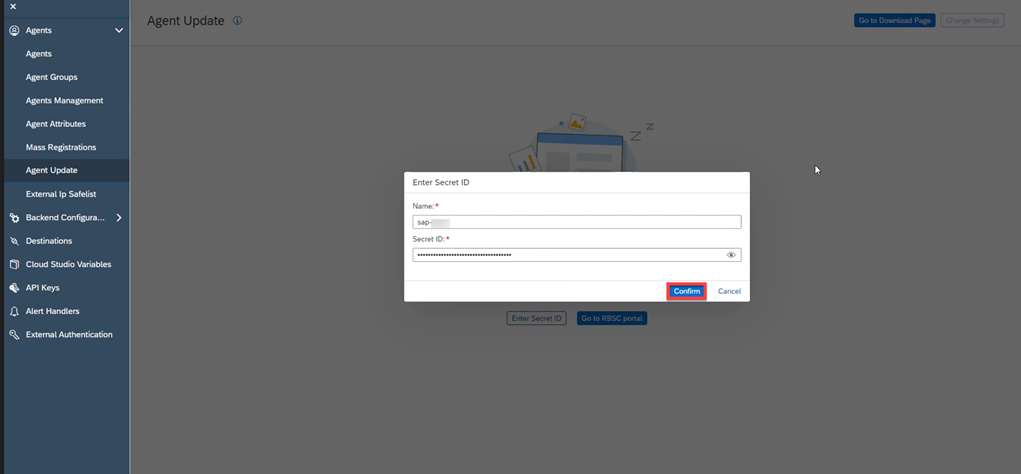 Agent Update
Go to Download Page
Change Settings
Agents
Agents
Agent Groups
Agents Management
Agent Attributes
Mass Registrations
Agent Update
External Ip Safelist
Backend Configura...
Destinations
Cloud Studio Variables
API Keys
Alert Handlers
External Authentication
Enter Secret ID
Name:*
sap-
Secret ID:*
Confirm
Cancel
Enter Secret ID
Go to RBSC portal